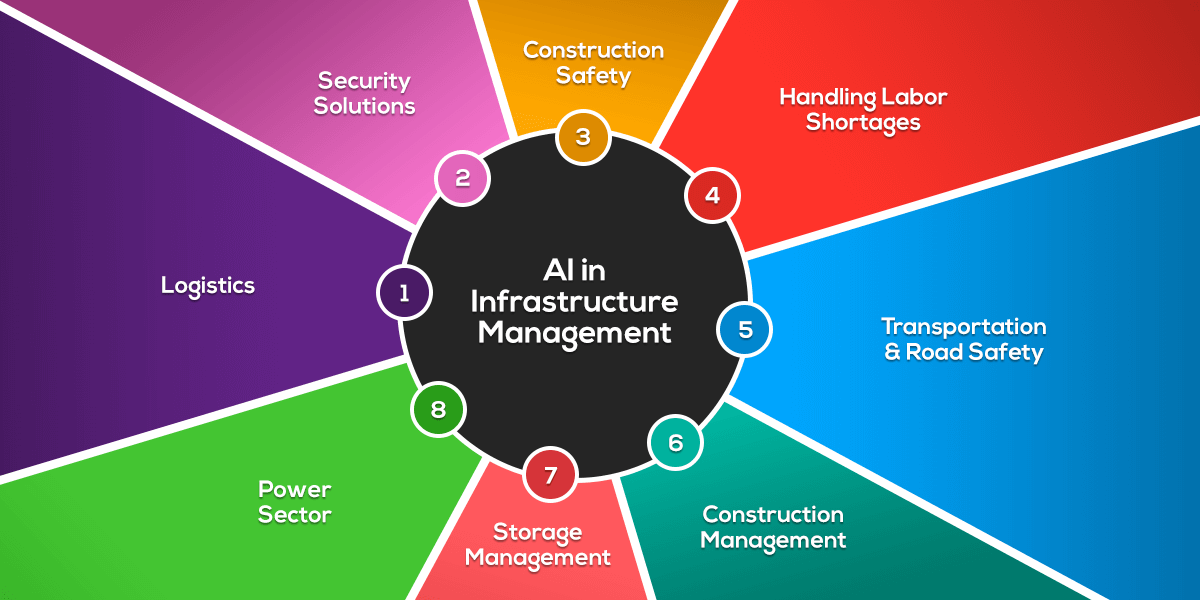 AI in
Infrastructure
Management
1
Logistics
2
Security
Solutions
3
Construction
Safety
4
Handling Labor
Shortages
5
Transportation
& Road Safety
6
Construction
Management
7
Storage
Management
8
Power
Sector